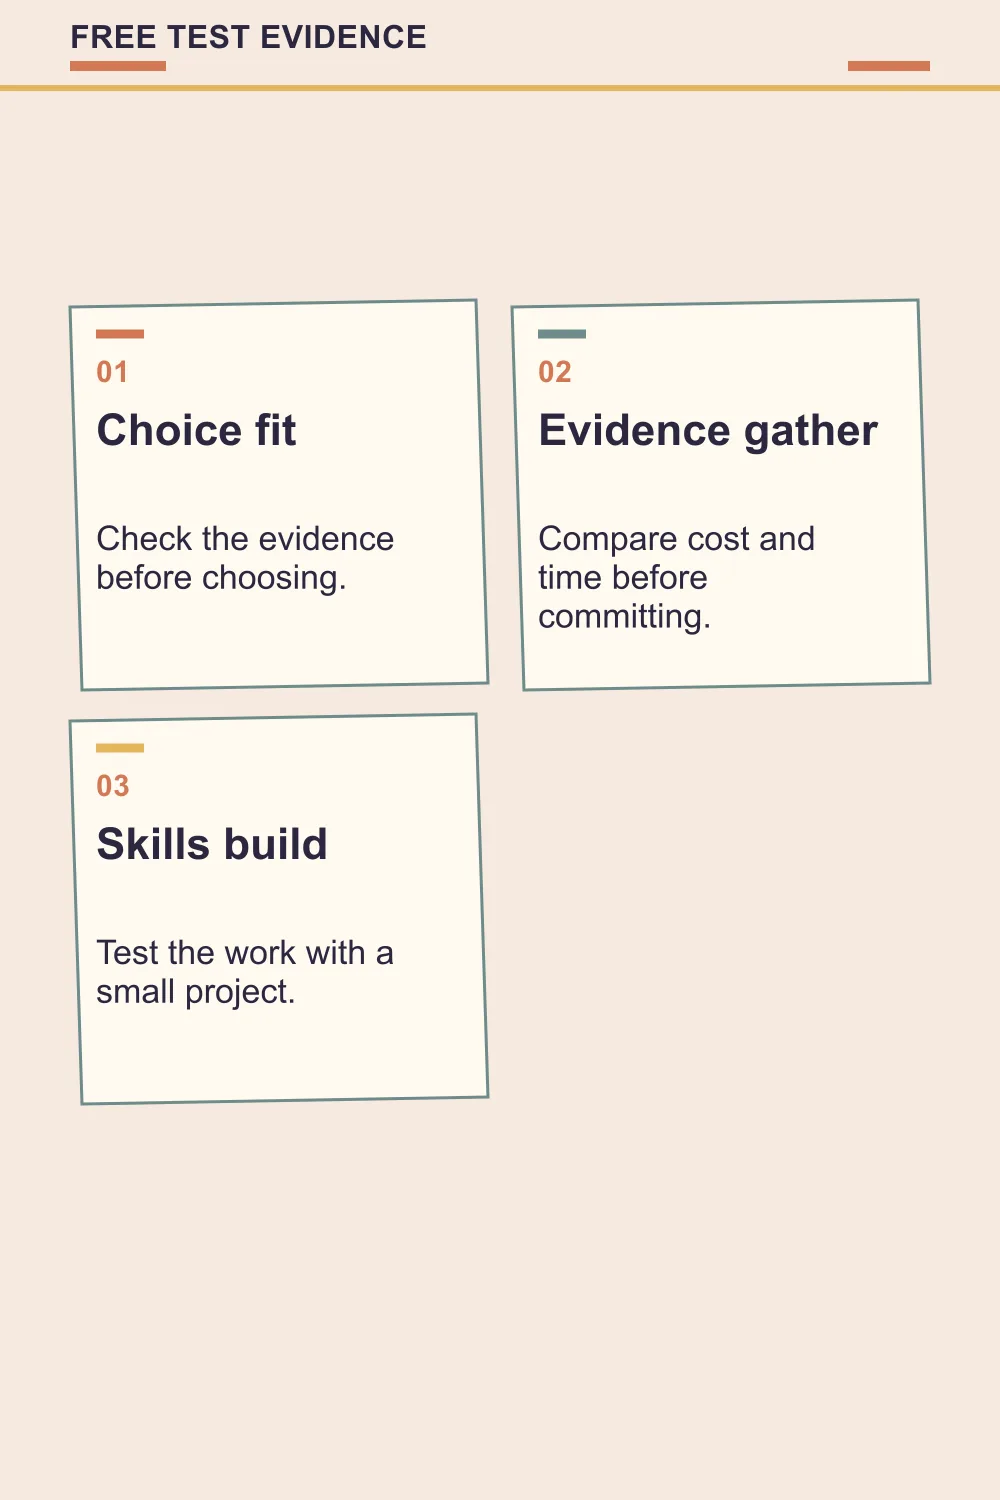 FREE TEST EVIDENCE
01
Choice fit
Check the evidence
before choosing.
02
Evidence gather
Compare cost and
time before
committing.
03
Skills build
Test the work with a
small project.